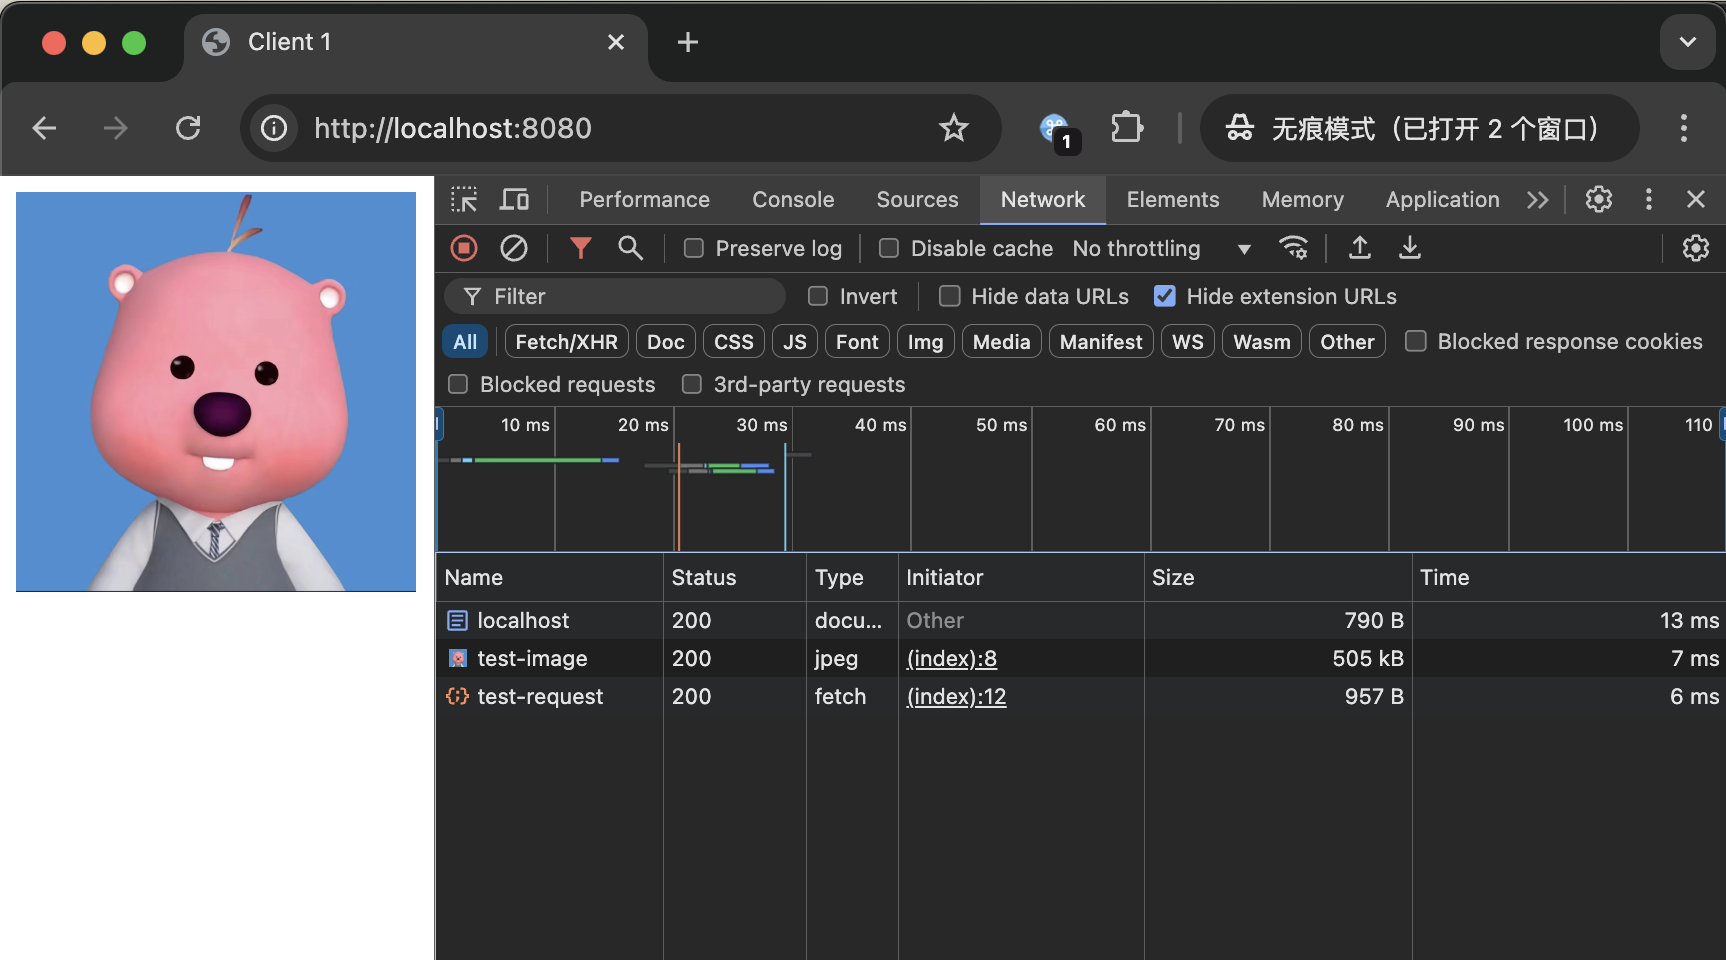 Client 1
http://localhost:8080
1
无痕模式（已打开 2 个窗口）
Performance Console Sources Network Elements Memory Application
Preserve log Disable cache No throttling
Filter Invert Hide data URLs Hide extension URLs
All Fetch/XHR Doc CSS JS Font Img Media Manifest WS Wasm Other Blocked response cookies
Blocked requests 3rd-party requests
10 ms 20 ms 30 ms 40 ms 50 ms 60 ms 70 ms 80 ms 90 ms 100 ms 110
Name Status Type Initiator Size Time
localhost 200 docu... Other 790 B 13 ms
test-image 200 jpeg (index):8 505 kB 7 ms
test-request 200 fetch (index):12 957 B 6 ms